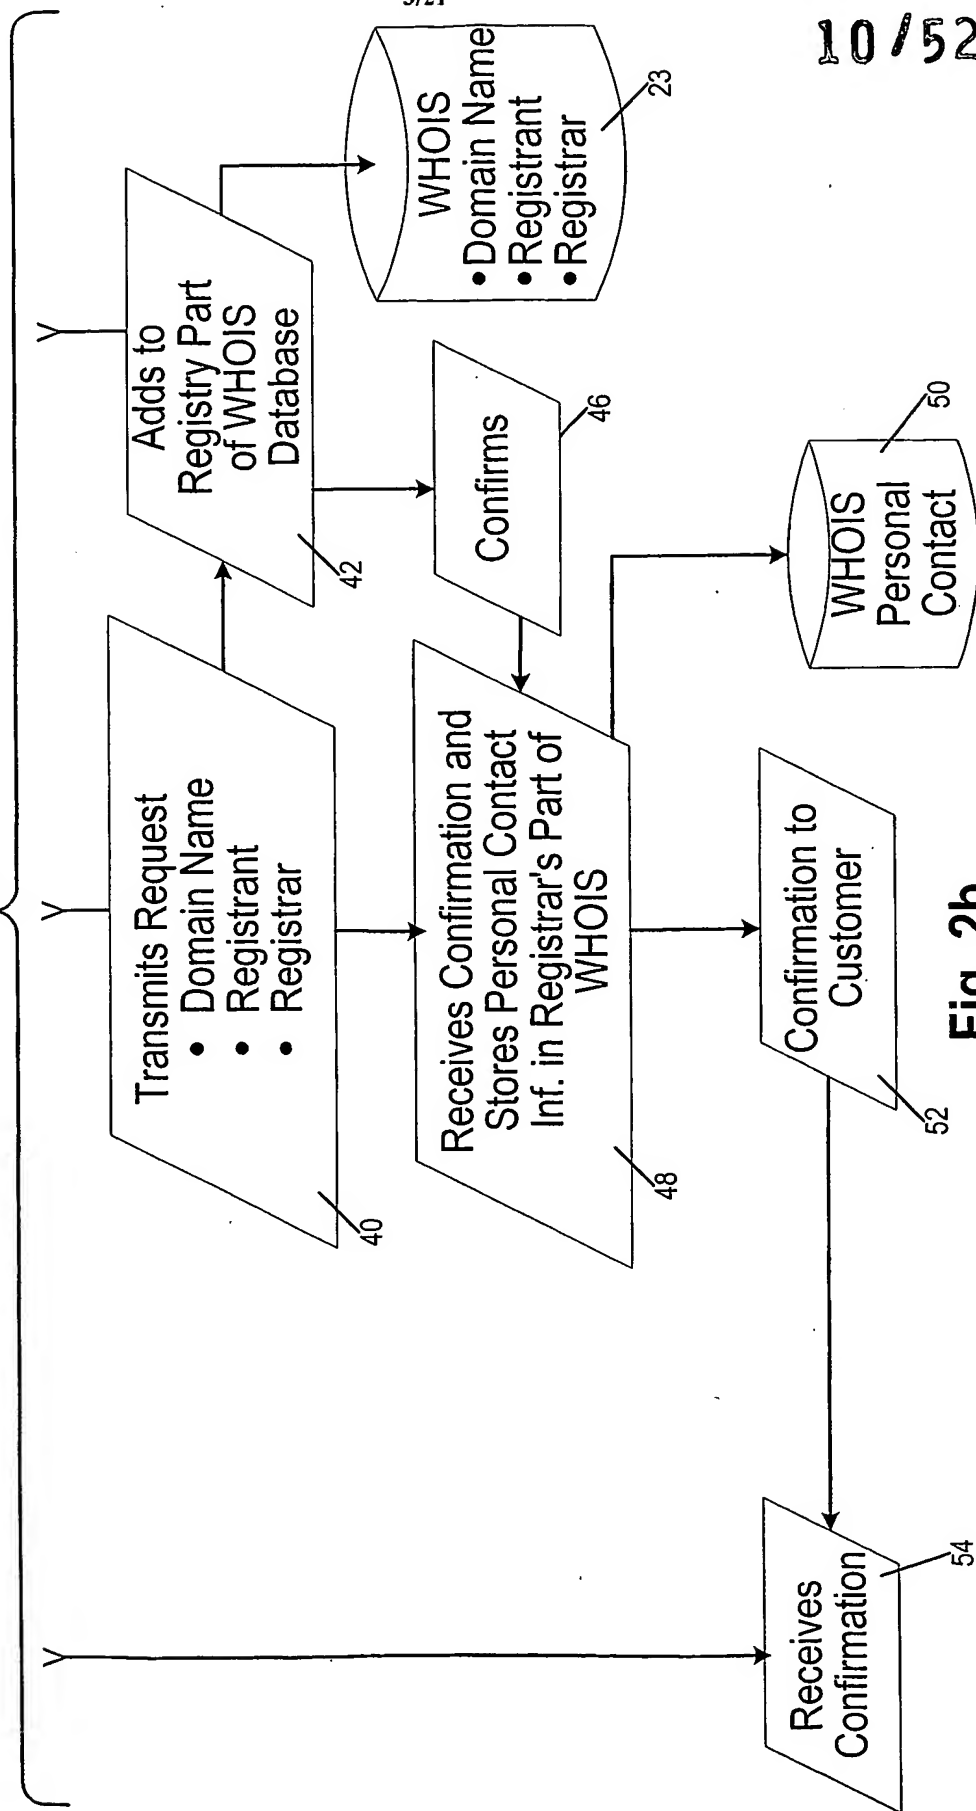 10/52
Transmits Request
• Domain Name
• Registrant
• Registrar
40
Adds to
Registry Part
of WHOIS
Database
42
WHOIS
• Domain Name
• Registrant
• Registrar
23
Confirms
46
Receives Confirmation and
Stores Personal Contact
Inf. in Registrar's Part of
WHOIS
48
WHOIS
Personal
Contact
50
Confirmation to
Customer
52
Receives
Confirmation
54
Fig. 2b